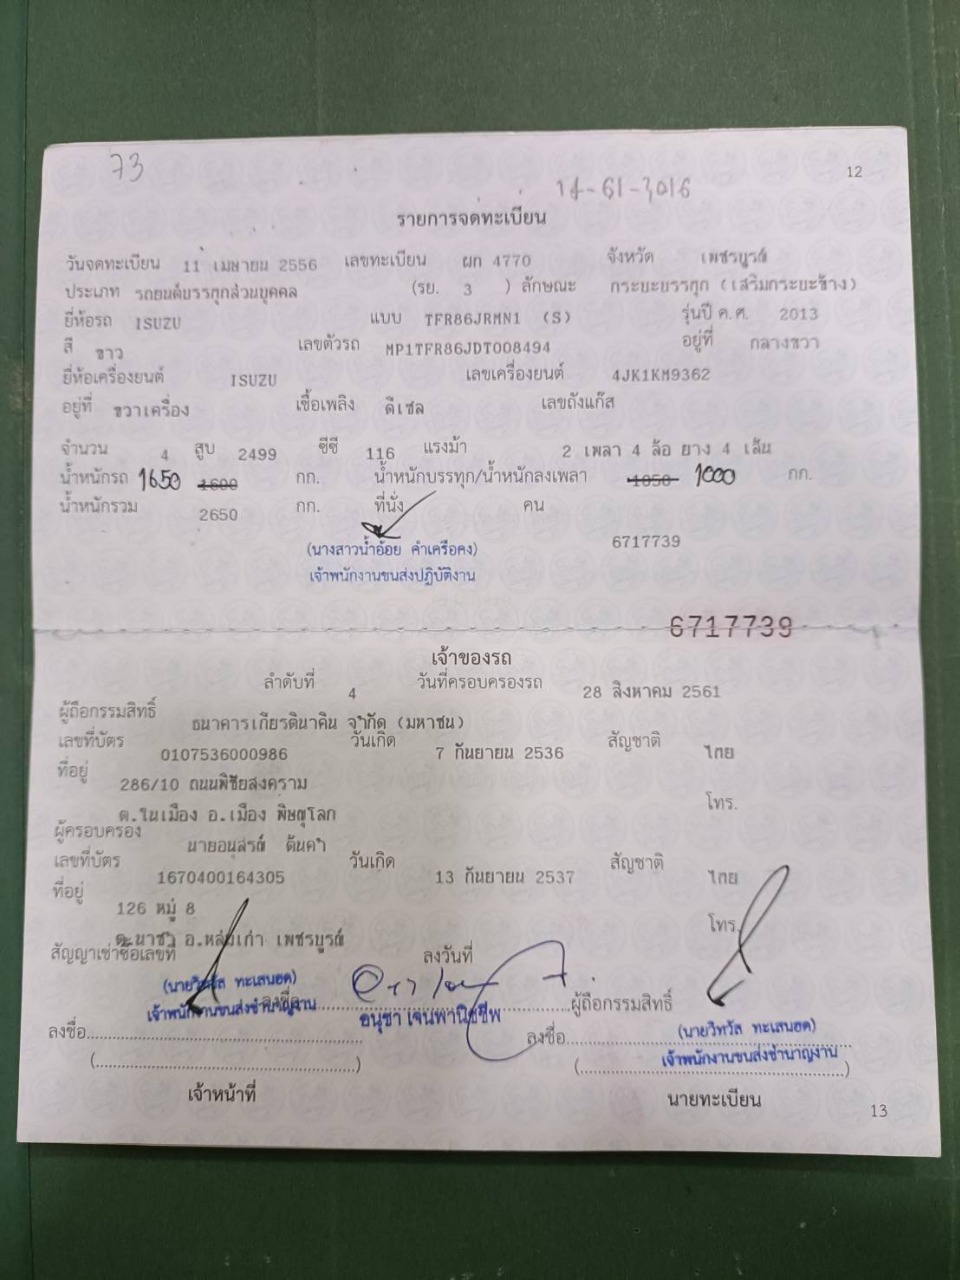 73
12
14-61-3016
รายการจดทะเบียน
วันจดทะเบียน 11 เมษายน 2556 เลขทะเบียน ผก 4770 จังหวัด เพชรบูรณ์
ประเภท รถยนต์บรรทุกส่วนบุคคล (รย. 3 ) ลักษณะ กระบะบรรทุก (เสริมกระบะข้าง)
ยี่ห้อรถ ISUZU แบบ TFR86JRMN1 (S) รุ่นปี ค.ศ. 2013
สี ขาว เลขตัวรถ MP1TFR86JDT008494 อยู่ที่ กลางขวา
ยี่ห้อเครื่องยนต์ ISUZU เลขเครื่องยนต์ 4JK1KM9362
อยู่ที่ ขวาเครื่อง เชื้อเพลิง ดีเซล เลขถังแก๊ส
จำนวน 4 สูบ 2499 ซีซี 116 แรงม้า 2 เพลา 4 ล้อ ยาง 4 เส้น
น้ำหนักรถ 1650 1600 กก. น้ำหนักบรรทุก/น้ำหนักลงเพลา 1050 1000 กก.
น้ำหนักรวม 2650 กก. ที่นั่ง คน
(นางสาวน้ำอ้อย คำเครือคง) 6717739
เจ้าพนักงานขนส่งปฏิบัติงาน
6717739
เจ้าของรถ
ลำดับที่ 4 วันที่ครอบครองรถ 28 สิงหาคม 2561
ผู้ถือกรรมสิทธิ์ ธนาคารเกียรตินาคิน จำกัด (มหาชน)
เลขที่บัตร 0107536000986 วันเกิด 7 กันยายน 2536 สัญชาติ ไทย
ที่อยู่ 286/10 ถนนพิชัยสงคราม
ต.ในเมือง อ.เมือง พิษณุโลก โทร.
ผู้ครอบครอง นายอนุสรณ์ ต้นคำ
เลขที่บัตร 1670400164305 วันเกิด 13 กันยายน 2537 สัญชาติ ไทย
ที่อยู่ 126 หมู่ 8
ต.นาซำ อ.หล่มเก่า เพชรบูรณ์ โทร.
สัญญาเช่าซื้อเลขที่ ลงวันที่
(นายวิทวัส ทะเสนฮด) ลงชื่อ ผู้ถือกรรมสิทธิ์
เจ้าพนักงานขนส่งชำนาญงาน อนุชา เจนพานิชชีพ
ลงชื่อ ลงชื่อ (นายวิทวัส ทะเสนฮด)
( ) ( เจ้าพนักงานขนส่งชำนาญงาน )
เจ้าหน้าที่ นายทะเบียน
13